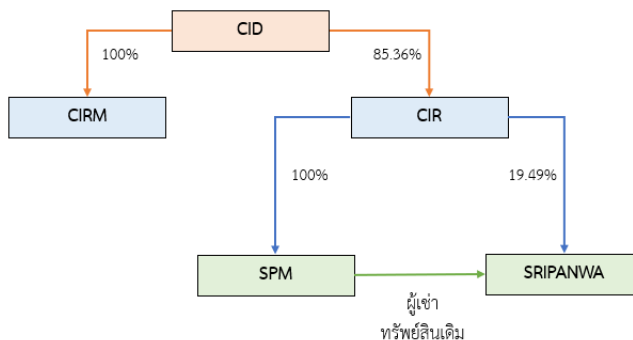 CID
100%
85.36%
CIRM
CIR
100%
19.49%
SPM
SRIPANWA
ผู้เช่า
ทรัพย์สินเดิม